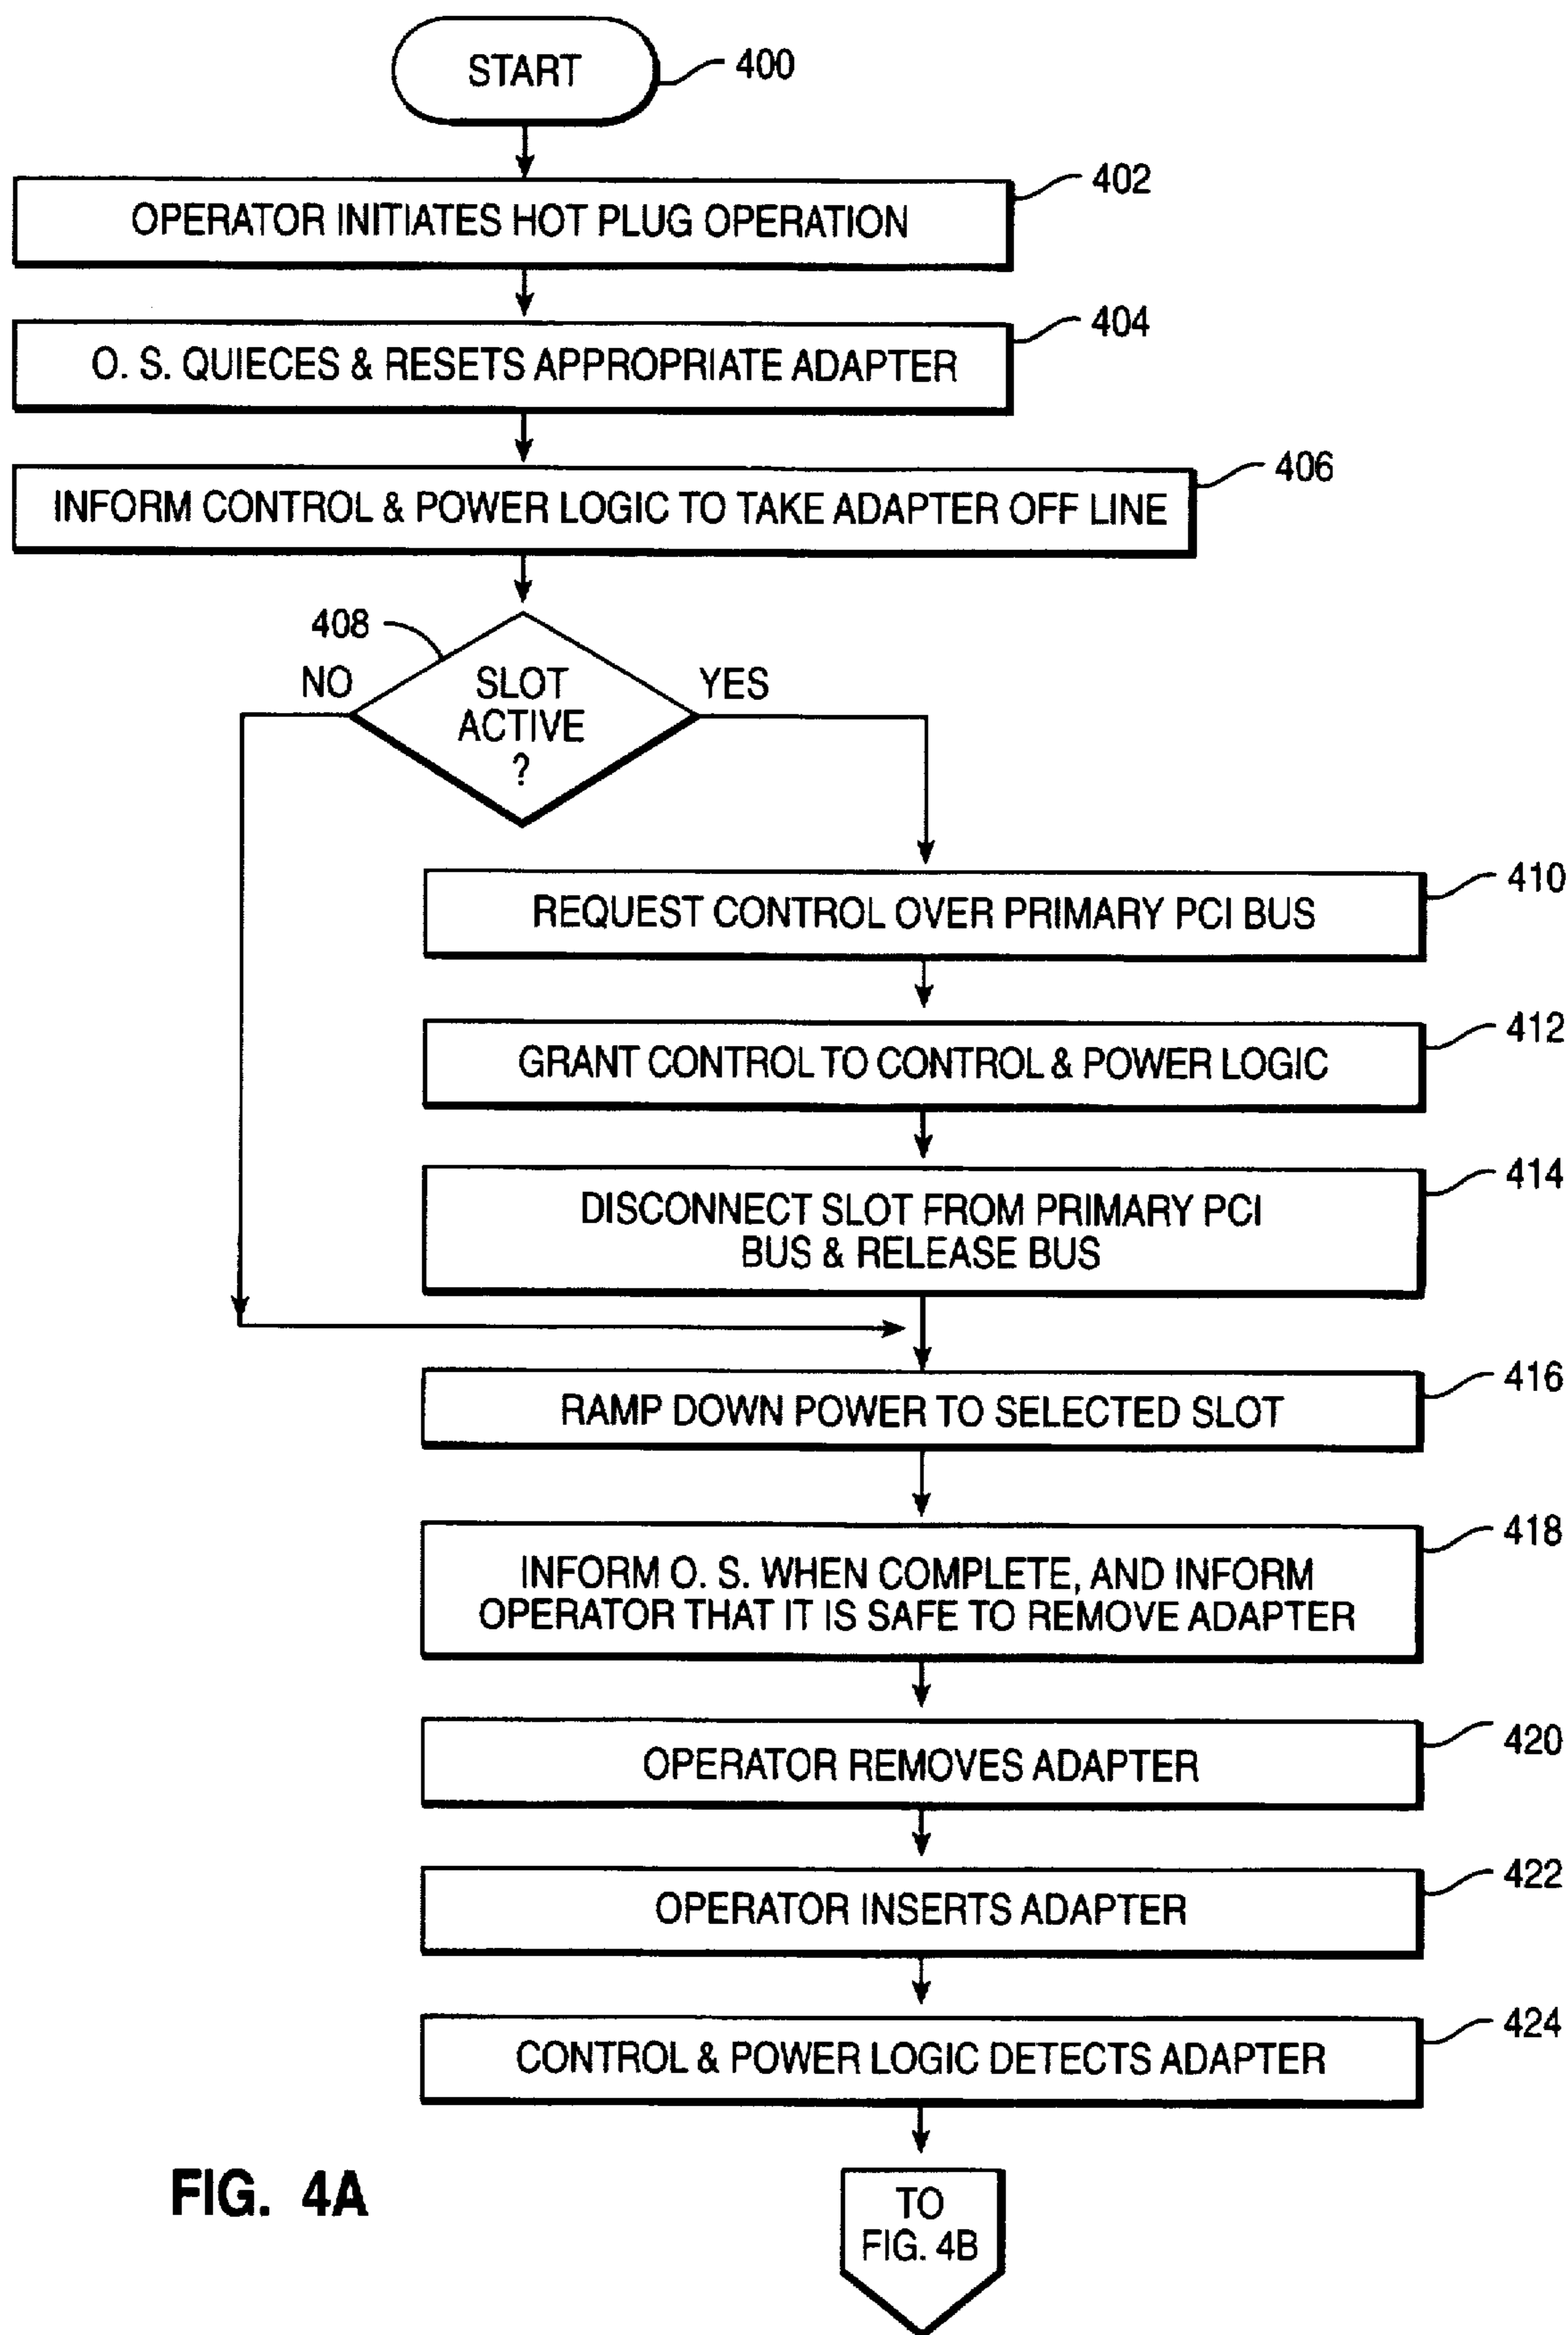 START
400
402
OPERATOR INITIATES HOT PLUG OPERATION
404
O. S. QUIECES & RESETS APPROPRIATE ADAPTER
406
INFORM CONTROL & POWER LOGIC TO TAKE ADAPTER OFF LINE
408
NO
SLOT
ACTIVE
?
YES
410
REQUEST CONTROL OVER PRIMARY PCI BUS
412
GRANT CONTROL TO CONTROL & POWER LOGIC
414
DISCONNECT SLOT FROM PRIMARY PCI
BUS & RELEASE BUS
416
RAMP DOWN POWER TO SELECTED SLOT
418
INFORM O. S. WHEN COMPLETE, AND INFORM
OPERATOR THAT IT IS SAFE TO REMOVE ADAPTER
420
OPERATOR REMOVES ADAPTER
422
OPERATOR INSERTS ADAPTER
424
CONTROL & POWER LOGIC DETECTS ADAPTER
FIG. 4A
TO
FIG. 4B